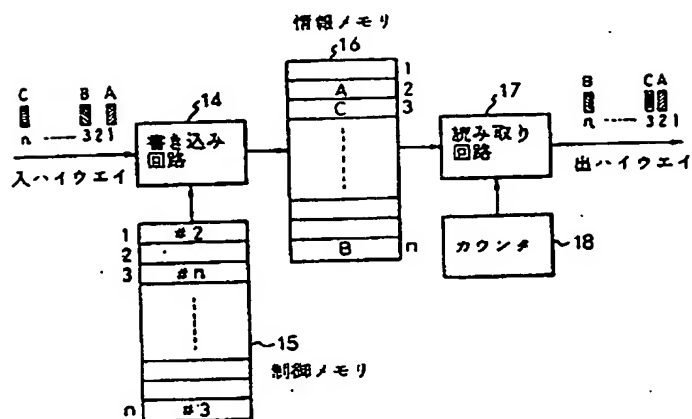 情報メモリ
16
1
A 2
C 3
B n
C B A
n ‥‥‥ 3 2 1
入ハイウエイ
14
書き込み
回路
17
読み取り
回路
B C A
n ‥‥‥ 3 2 1
出ハイウエイ
カウンタ
18
1 #2
2
3 #n
n #3
15
制御メモリ